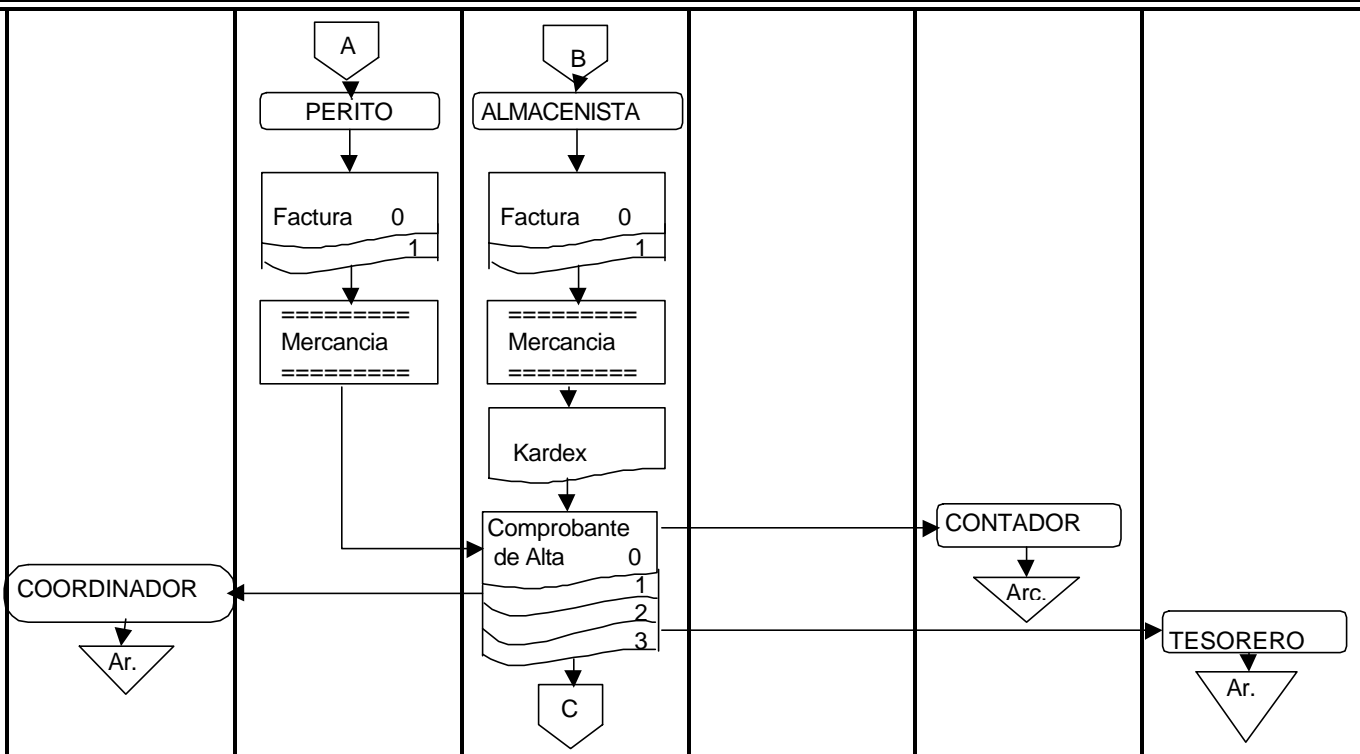 A
B
PERITO
ALMACENISTA
Factura 0
1
Factura 0
1
=========
Mercancia
=========
=========
Mercancia
=========
Kardex
Comprobante
de Alta 0
1
2
3
CONTADOR
Arc.
COORDINADOR
Ar.
TESORERO
Ar.
C